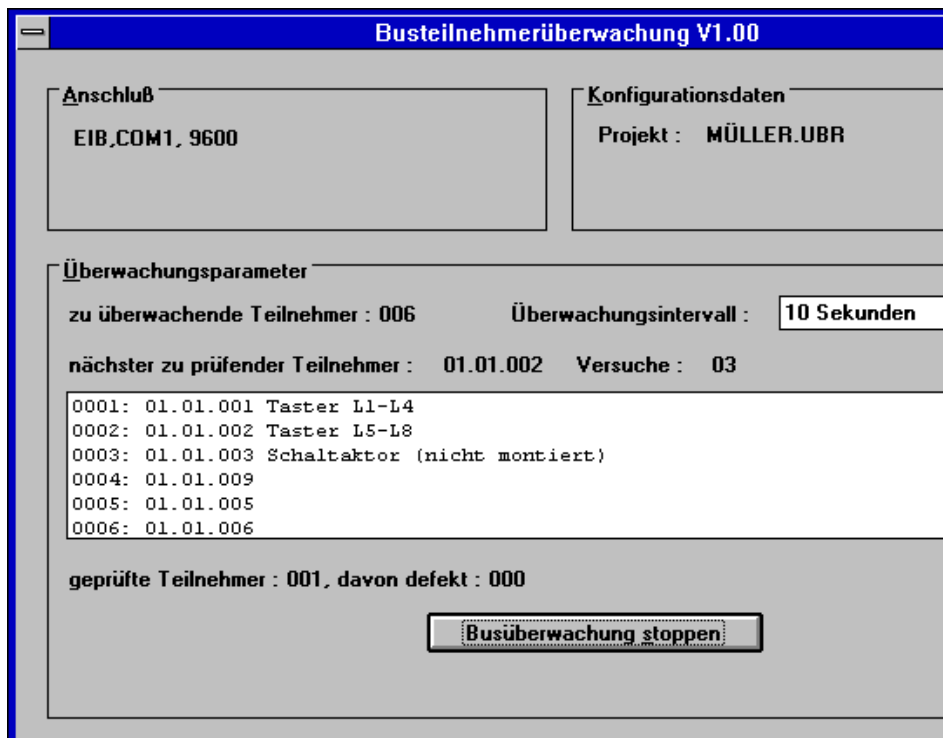 Busteilnehmerüberwachung V1.00
Anschluß
EIB,COM1, 9600
Konfigurationsdaten
Projekt : MÜLLER.UBR
Überwachungsparameter
zu überwachende Teilnehmer : 006 Überwachungsintervall : 10 Sekunden
nächster zu prüfender Teilnehmer : 01.01.002 Versuche : 03
0001: 01.01.001 Taster L1-L4
0002: 01.01.002 Taster L5-L8
0003: 01.01.003 Schaltaktor (nicht montiert)
0004: 01.01.009
0005: 01.01.005
0006: 01.01.006
geprüfte Teilnehmer : 001, davon defekt : 000
Busüberwachung stoppen